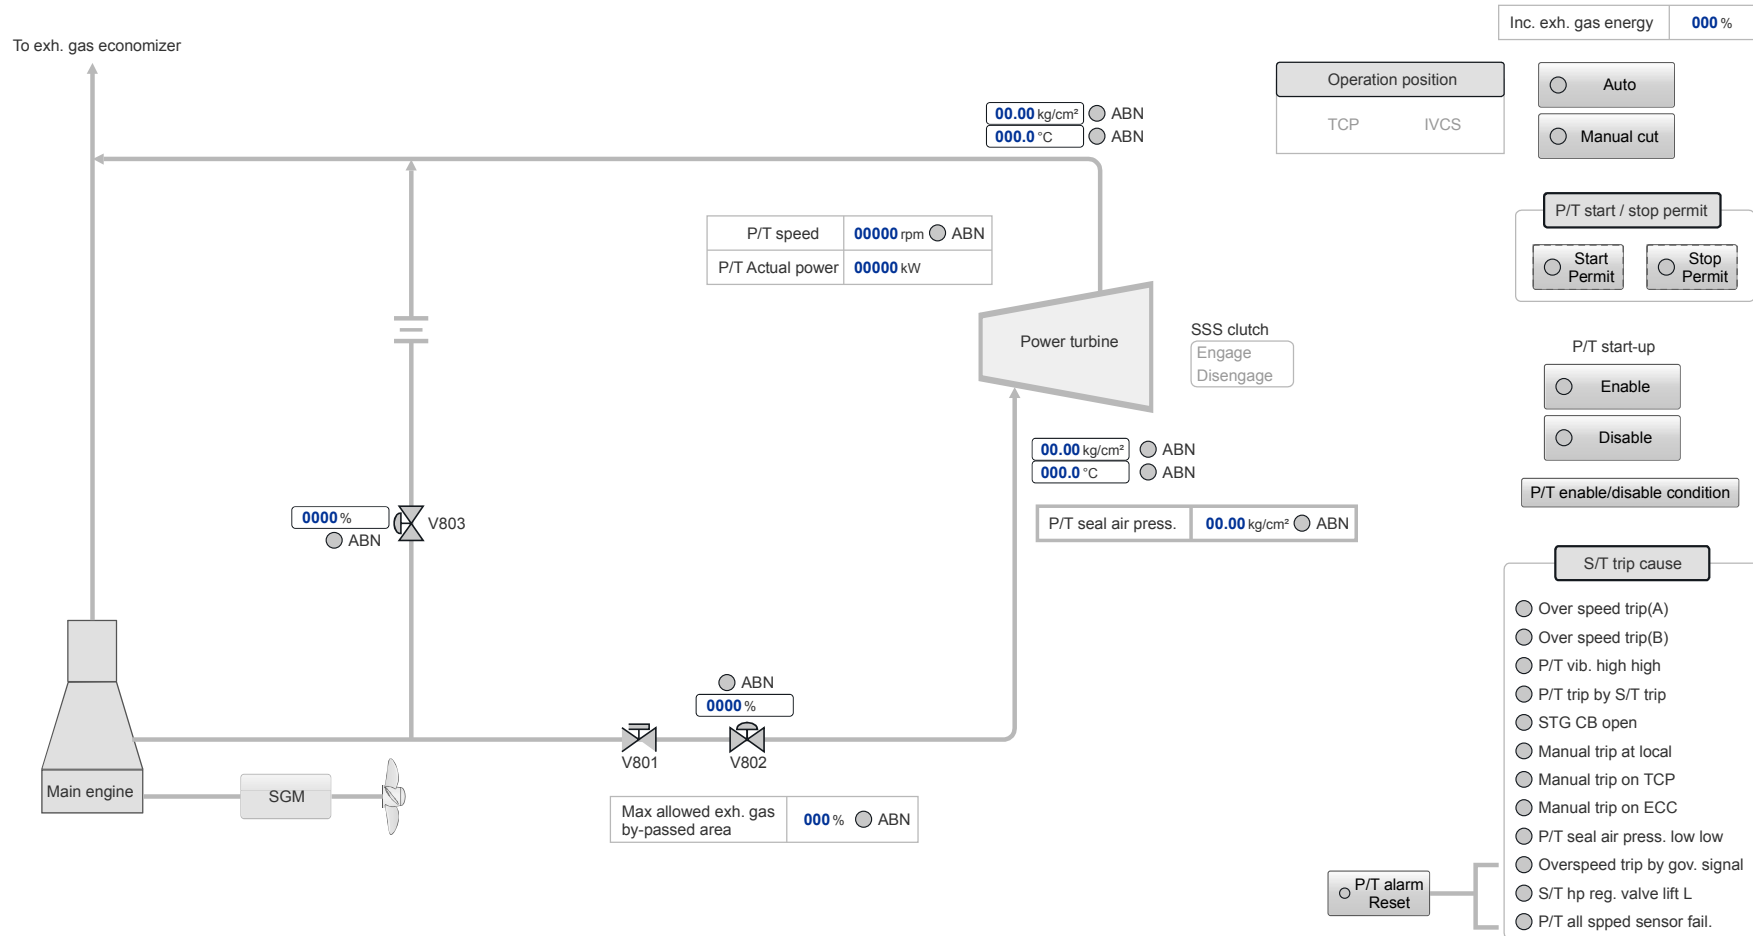 Inc. exh. gas energy 000 %
To exh. gas economizer
Operation position
TCP IVCS
Auto
Manual cut
00.00 kg/cm² ABN
000.0 °C ABN
P/T start / stop permit
Start
Permit
Stop
Permit
P/T speed 00000 rpm ABN
P/T Actual power 00000 kW
Power turbine
SSS clutch
Engage
Disengage
P/T start-up
Enable
Disable
P/T enable/disable condition
00.00 kg/cm² ABN
000.0 °C ABN
P/T seal air press. 00.00 kg/cm² ABN
0000 % V803
ABN
S/T trip cause
Over speed trip(A)
Over speed trip(B)
P/T vib. high high
P/T trip by S/T trip
STG CB open
Manual trip at local
Manual trip on TCP
Manual trip on ECC
P/T seal air press. low low
Overspeed trip by gov. signal
S/T hp reg. valve lift L
P/T all spped sensor fail.
P/T alarm
Reset
ABN
0000 %
V801 V802
Main engine
SGM
Max allowed exh. gas
by-passed area
000 % ABN